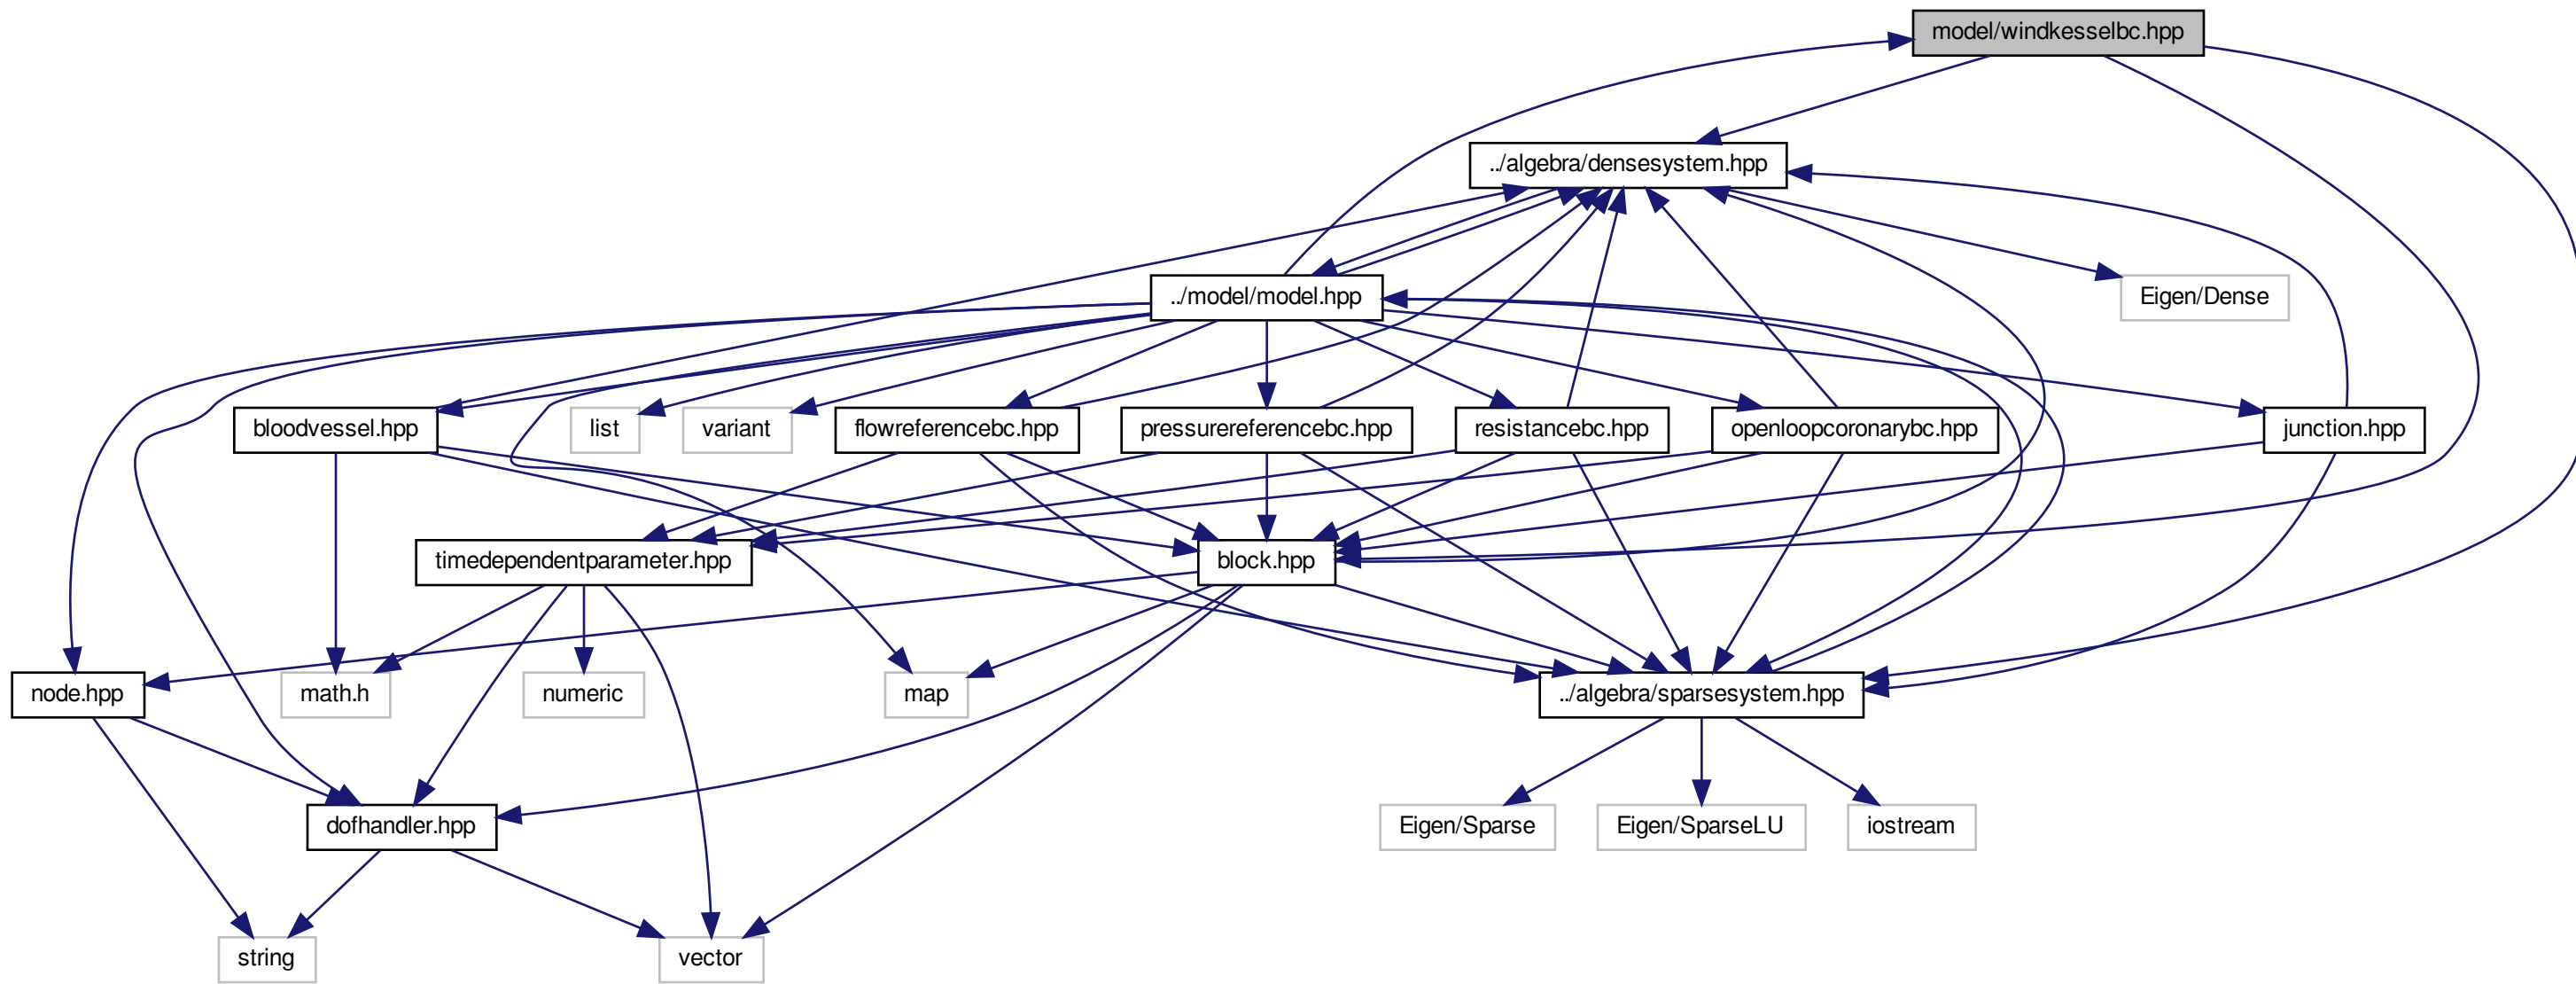 model/windkesselbc.hpp
../algebra/densesystem.hpp
../model/model.hpp
Eigen/Dense
bloodvessel.hpp
list
variant
flowreferencebc.hpp
pressurereferencebc.hpp
resistancebc.hpp
openloopcoronarybc.hpp
junction.hpp
timedependentparameter.hpp
block.hpp
node.hpp
math.h
numeric
map
../algebra/sparsesystem.hpp
dofhandler.hpp
Eigen/Sparse
Eigen/SparseLU
iostream
string
vector